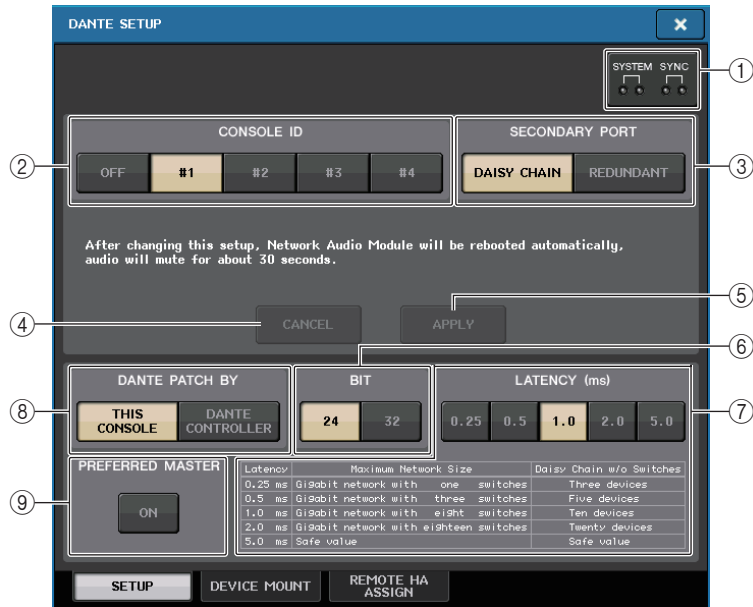 DANTE SETUP
×
SYSTEM SYNC
①
CONSOLE ID
SECONDARY PORT
②
OFF #1 #2 #3 #4
DAISY CHAIN REDUNDANT
③
After changing this setup, Network Audio Module will be rebooted automatically,
audio will mute for about 30 seconds.
④
CANCEL
APPLY
⑤
⑥
DANTE PATCH BY
BIT
LATENCY (ms)
⑧
THIS
CONSOLE
DANTE
CONTROLLER
24 32
0.25 0.5 1.0 2.0 5.0
⑦
PREFERRED MASTER
⑨
ON
Latency Maximum Network Size Daisy Chain w/o Switches
0.25 ms Gigabit network with one switches Three devices
0.5 ms Gigabit network with three switches Five devices
1.0 ms Gigabit network with eight switches Ten devices
2.0 ms Gigabit network with eighteen switches Twenty devices
5.0 ms Safe value Safe value
SETUP
DEVICE MOUNT
REMOTE HA
ASSIGN